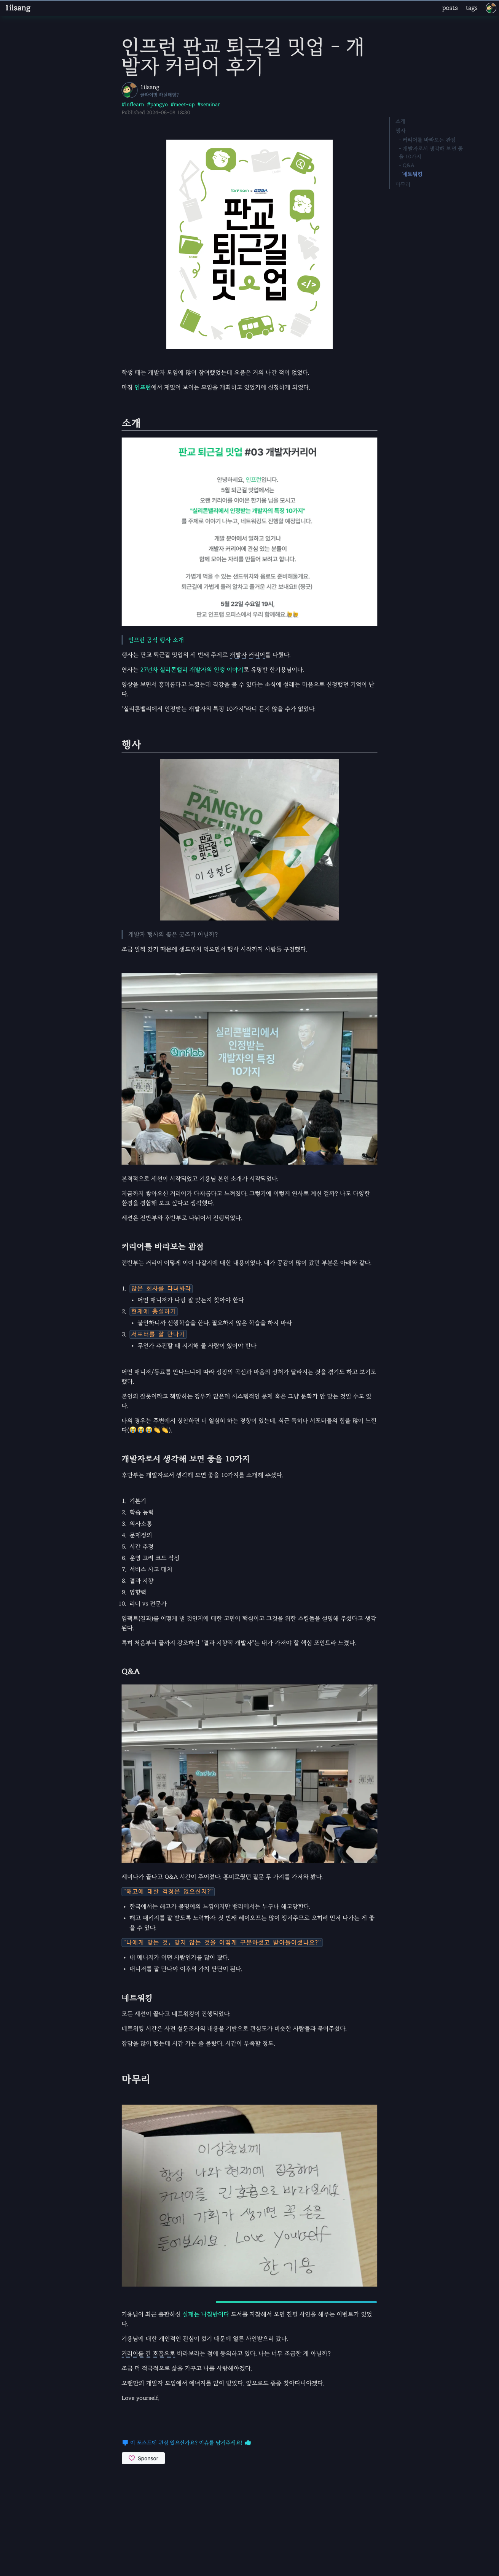 1ilsang
posts
tags
인프런 판교 퇴근길 밋업 - 개
발자 커리어 후기
1ilsang
#inflearn #pangyo #meet-up #seminar
Published 2024-06-08 18:30
소개
행사
- 커리어를 바라보는 관점
- 개발자로서 생각해 보면 좋
을 10가지
- Q&A
- 네트워킹
마무리
판교
퇴근길
밋업
</>
학생 때는 개발자 모임에 많이 참여했었는데 요즘은 거의 나간 적이 없었다.
마침 인프런에서 재밌어 보이는 모임을 개최하고 있었기에 신청하게 되었다.
소개
판교 퇴근길 밋업 #03 개발자커리어
안녕하세요, 인프런입니다.
5월 퇴근길 밋업에서는
오랜 커리어를 이어온 한기용 님을 모시고
"실리콘밸리에서 인정받는 개발자의 특징 10가지"
를 주제로 이야기 나누고, 네트워킹도 진행할 예정입니다.
개발 분야에서 일하고 있거나
개발자 커리어에 관심 있는 분들이
함께 모이는 자리를 만들어 보려고 합니다.
가볍게 먹을 수 있는 샌드위치와 음료도 준비해둘게요.
퇴근길에 가볍게 들러 알차고 즐거운 시간 보내요!! (찡긋)
5월 22일 수요일 19시,
판교 인프랩 오피스에서 우리 함께해요🙌🙌
인프런 공식 행사 소개
행사는 판교 퇴근길 밋업의 세 번째 주제로 개발자 커리어를 다뤘다.
연사는 27년차 실리콘밸리 개발자의 인생 이야기로 유명한 한기용님이다.
영상을 보면서 흥미롭다고 느꼈는데 직강을 볼 수 있다는 소식에 설레는 마음으로 신청했던 기억이 난
다.
"실리콘밸리에서 인정받는 개발자의 특징 10가지"라니 듣지 않을 수가 없었다.
행사
PANGYO
EVENING
판교
퇴근길
밋업
이상철E
개발자 행사의 꽃은 굿즈가 아닐까?
조금 일찍 갔기 때문에 샌드위치 먹으면서 행사 시작까지 사람들 구경했다.
inflab
실리콘밸리에서
인정받는
개발자의 특징
10가지
본격적으로 세션이 시작되었고 기용님 본인 소개가 시작되었다.
지금까지 쌓아오신 커리어가 다채롭다고 느껴졌다. 그렇기에 이렇게 연사로 계신 걸까? 나도 다양한
환경을 경험해 보고 싶다고 생각했다.
세션은 전반부와 후반부로 나뉘어서 진행되었다.
커리어를 바라보는 관점
전반부는 커리어 어떻게 이어 나갈지에 대한 내용이었다. 내가 공감이 많이 갔던 부분은 아래와 같다.
1. 많은 회사를 다녀봐라
• 어떤 매니저가 나랑 잘 맞는지 찾아야 한다
2. 현재에 충실하기
• 불안하니까 선행학습을 한다. 필요하지 않은 학습을 하지 마라
3. 서포터를 잘 만나기
• 무언가 추진할 때 지지해 줄 사람이 있어야 한다
어떤 매니저/동료를 만나느냐에 따라 성장의 곡선과 마음의 상처가 달라지는 것을 경기도 하고 보기도
했다.
본인의 잘못이라고 책망하는 경우가 많은데 시스템적인 문제 혹은 그냥 문화가 안 맞는 것일 수도 있
다.
나의 경우는 주변에서 칭찬하면 더 열심히 하는 경향이 있는데, 최근 특히나 서포터들의 힘을 많이 느낀
다(😭😭😭👏👏).
개발자로서 생각해 보면 좋을 10가지
후반부는 개발자로서 생각해 보면 좋을 10가지를 소개해 주셨다.
1. 기본기
2. 학습 능력
3. 의사소통
4. 문제정의
5. 시간 추정
6. 운영 고려 코드 작성
7. 서비스 사고 대처
8. 결과 지향
9. 영향력
10. 리더 vs 전문가
임팩트(결과)를 어떻게 낼 것인지에 대한 고민이 핵심이고 그것을 위한 스킬들을 설명해 주셨다고 생각
된다.
특히 처음부터 끝까지 강조하신 "결과 지향적 개발자"는 내가 가져야 할 핵심 포인트라 느꼈다.
Q&A
inflab
세미나가 끝나고 Q&A 시간이 주어졌다. 흥미로웠던 질문 두 가지를 가져와 봤다.
"해고에 대한 걱정은 없으신지?"
• 한국에서는 해고가 불명예의 느낌이지만 밸리에서는 누구나 해고당한다.
• 해고 패키지를 잘 받도록 노력하자. 첫 번째 레이오프는 많이 챙겨주므로 오히려 먼저 나가는 게 좋
을 수 있다.
"나에게 맞는 것, 맞지 않는 것을 어떻게 구분하셨고 받아들이셨나요?"
• 내 매니저가 어떤 사람인가를 많이 봤다.
• 매니저를 잘 만나야 이후의 가치 판단이 된다.
네트워킹
모든 세션이 끝나고 네트워킹이 진행되었다.
네트워킹 시간은 사전 설문조사의 내용을 기반으로 관심도가 비슷한 사람들과 묶어주셨다.
잡담을 많이 했는데 시간 가는 줄 몰랐다. 시간이 부족할 정도.
마무리
이상철님께
항상 나와 현재에 집중하며
커리어를 긴 호흡으로 바라보세요
앞에 기회가 생기면 꼭 손을
들어보세요. Love yourself
한기용
기용님이 최근 출판하신 실패는 나침반이다 도서를 지참해서 오면 친필 사인을 해주는 이벤트가 있었
다.
기용님에 대한 개인적인 관심이 컸기 때문에 얼른 사인받으러 갔다.
커리어를 긴 호흡으로 바라보라는 점에 동의하고 있다. 나는 너무 조급한 게 아닐까?
조금 더 적극적으로 삶을 가꾸고 나를 사랑해야겠다.
오랜만의 개발자 모임에서 에너지를 많이 받았다. 앞으로도 종종 찾아다녀야겠다.
Love yourself.
이 포스트에 관심 있으신가요? 이슈를 남겨주세요!
Sponsor